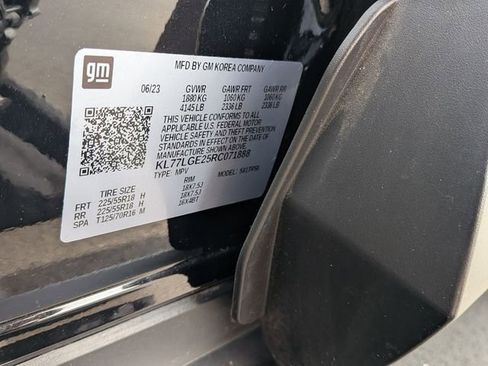 gm
MFD BY GM KOREA COMPANY
06/23 GVWR GAWR FRT GAWR RR
1880 KG 1060 KG 1060 KG
4145 LB 2336 LB 2336 LB
THIS VEHICLE CONFORMS TO ALL
APPLICABLE U.S. FEDERAL MOTOR
VEHICLE SAFETY AND THEFT PREVENTION
STANDARDS IN EFFECT ON THE DATE OF
MANUFACTURE SHOWN ABOVE.
KL77LGE25RC071888
TYPE: MPV MODEL:
TIRE SIZE RIM
FRT 225/55R18 H 18X7.5J
RR 225/55R18 H 18X7.5J
SPA T125/70R16 M 16X4BT